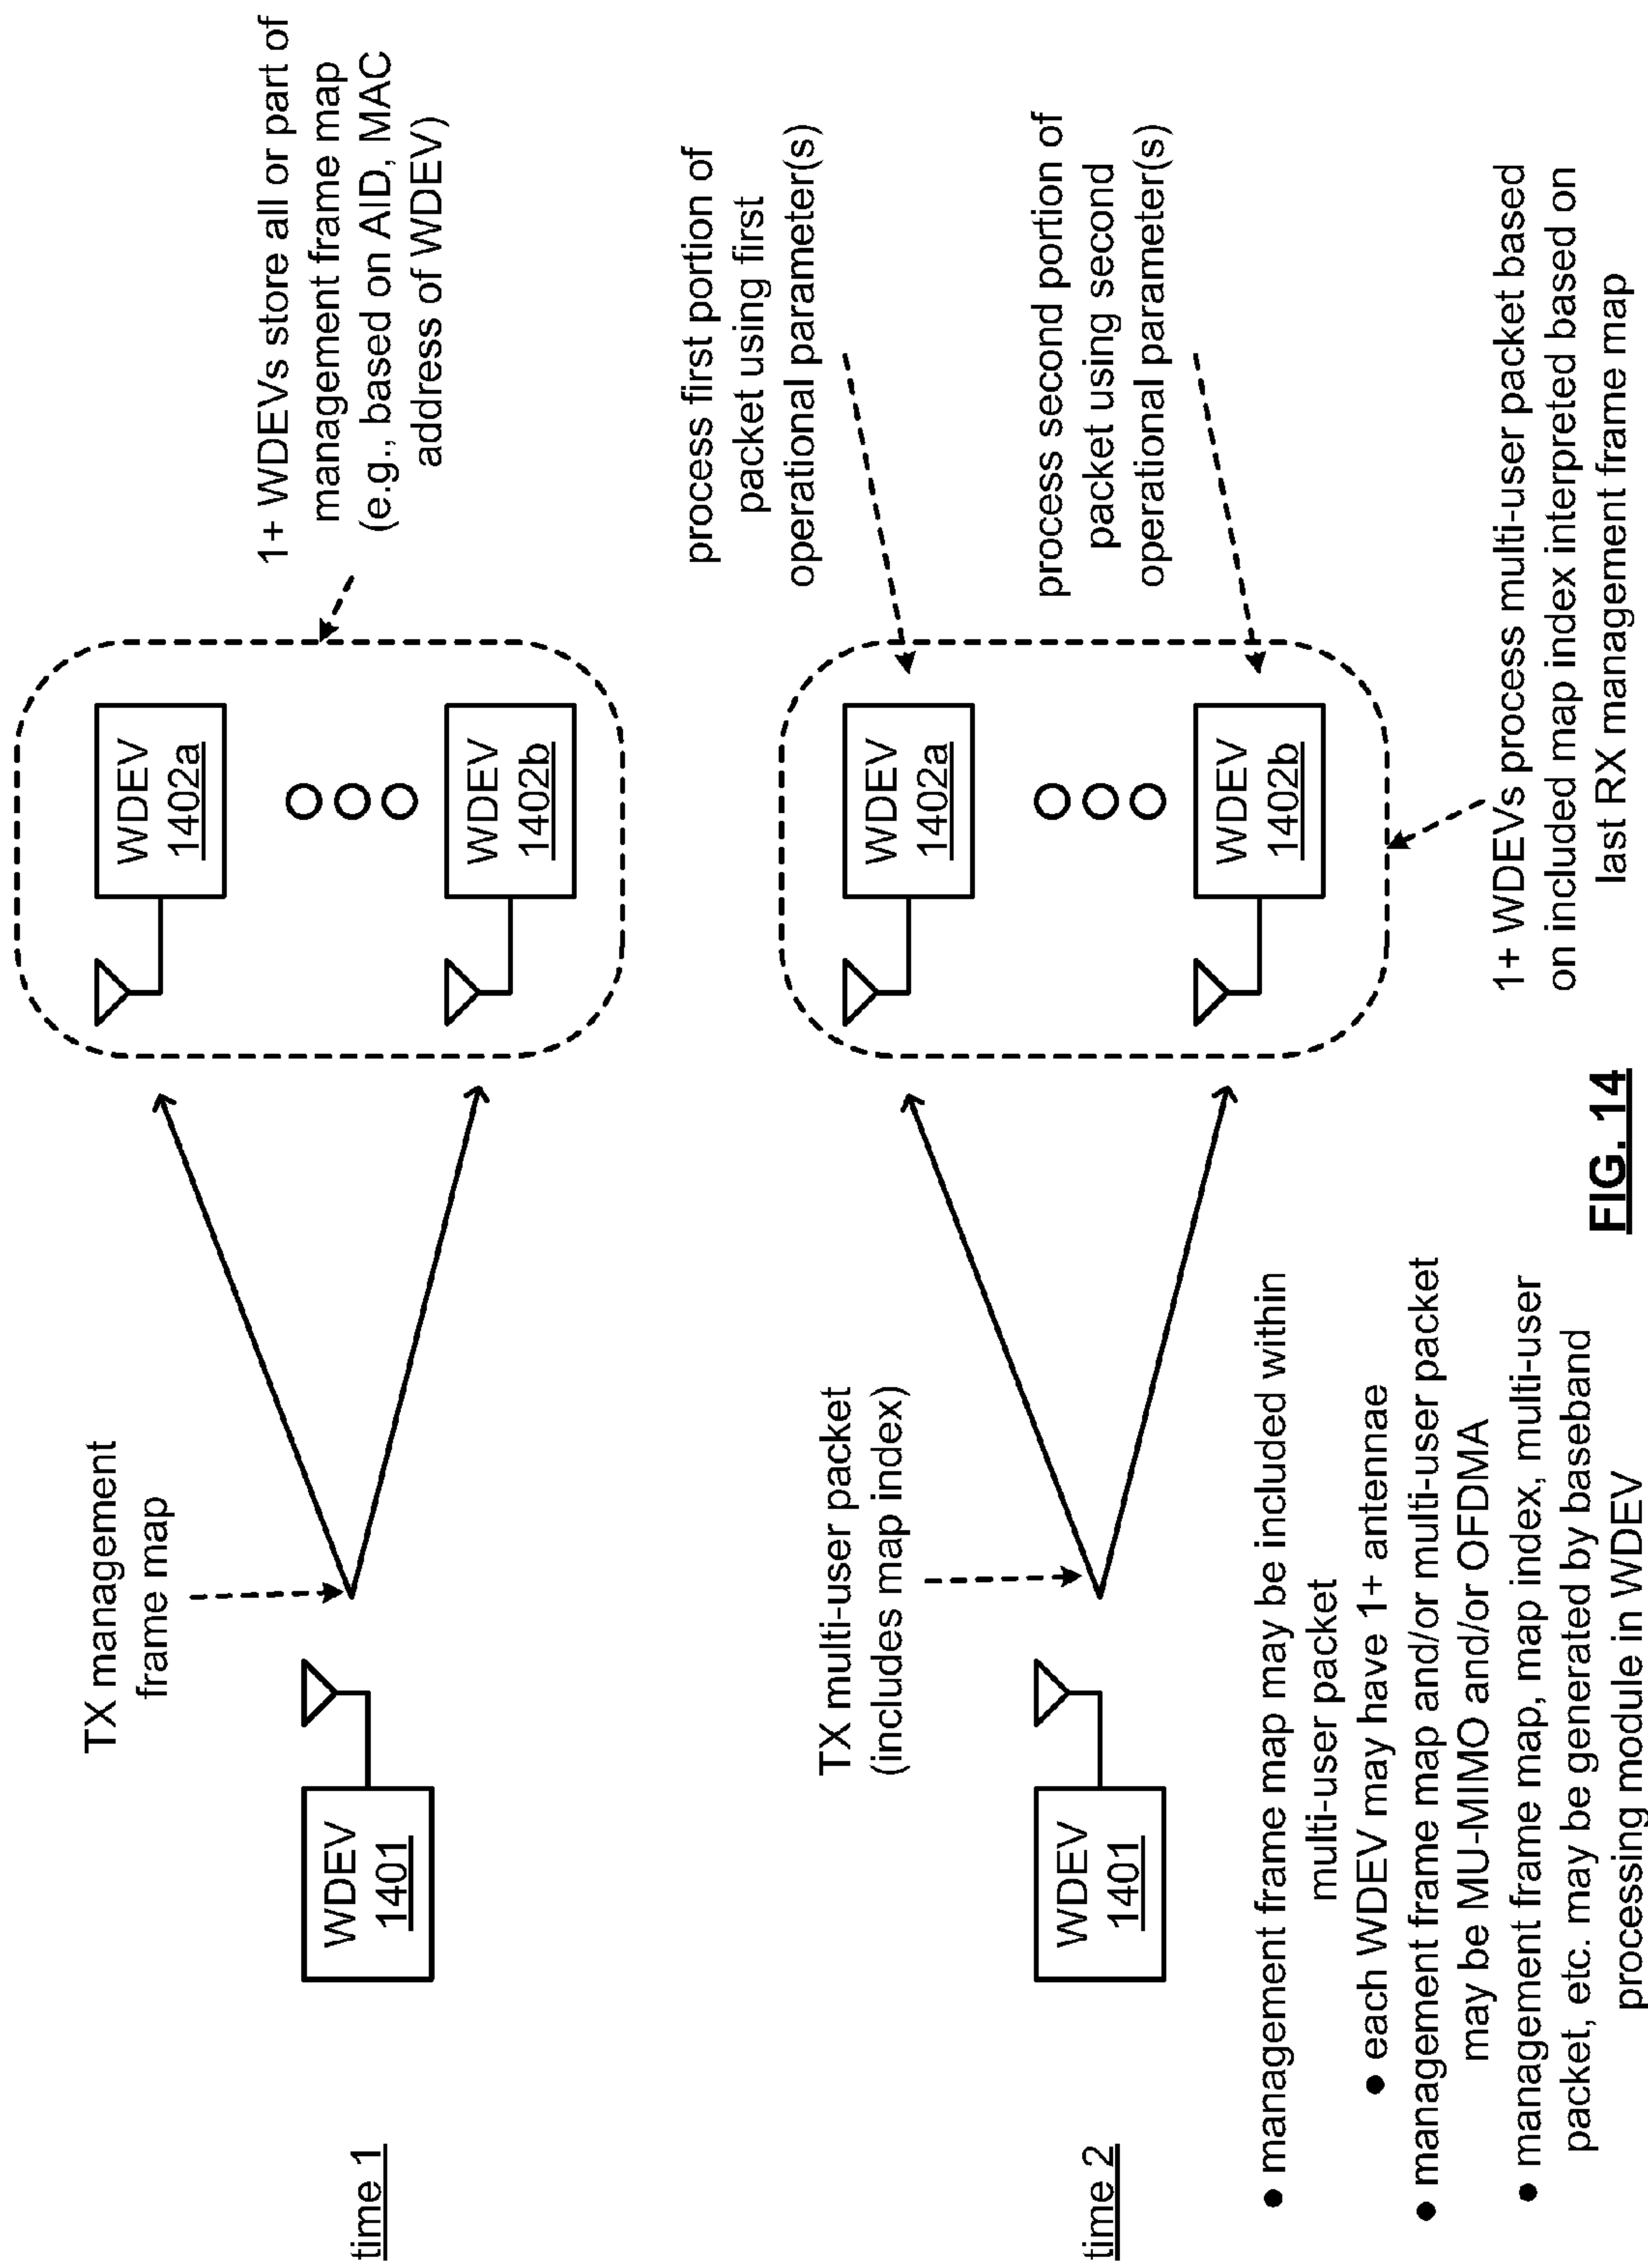 time 1
TX management
frame map
WDEV
1401
WDEV
1402a
WDEV
1402b
1+ WDEVs store all or part of
management frame map
(e.g., based on AID, MAC
address of WDEV)
time 2
TX multi-user packet
(includes map index)
WDEV
1401
WDEV
1402a
WDEV
1402b
process first portion of
packet using first
operational parameter(s)
process second portion of
packet using second
operational parameter(s)
1+ WDEVs process multi-user packet based
on included map index interpreted based on
last RX management frame map
• management frame map may be included within
multi-user packet
• each WDEV may have 1+ antennae
• management frame map and/or multi-user packet
may be MU-MIMO and/or OFDMA
• management frame map, map index, multi-user
packet, etc. may be generated by baseband
processing module in WDEV
FIG. 14